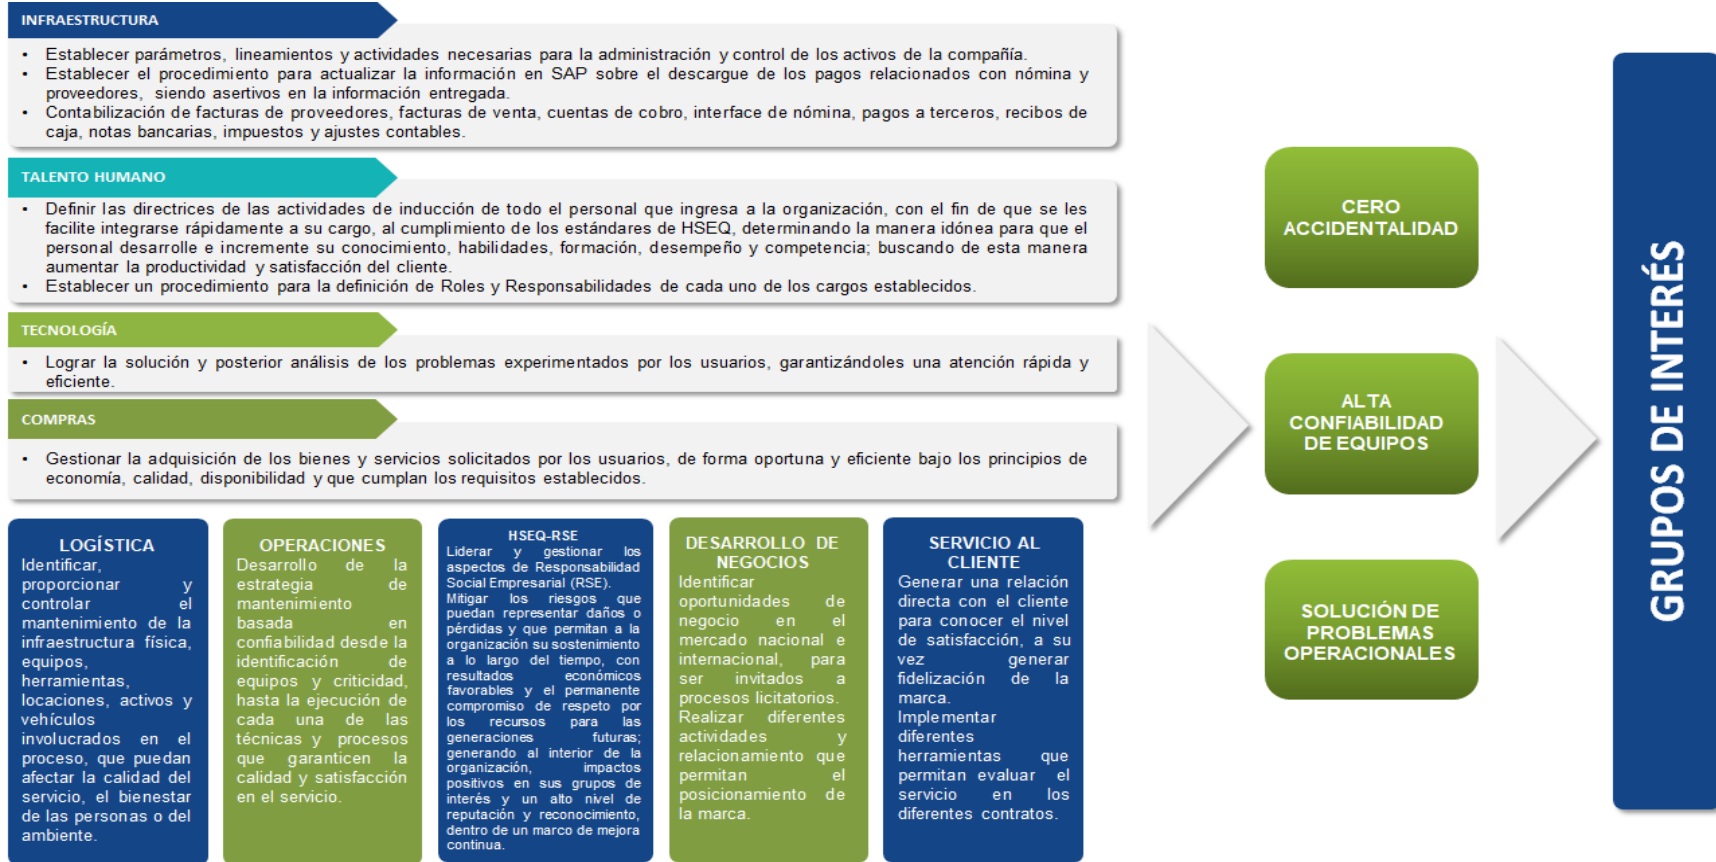 INFRAESTRUCTURA
• Establecer parámetros, lineamientos y actividades necesarias para la administración y control de los activos de la compañía.
• Establecer el procedimiento para actualizar la información en SAP sobre el descargue de los pagos relacionados con nómina y
proveedores, siendo asertivos en la información entregada.
• Contabilización de facturas de proveedores, facturas de venta, cuentas de cobro, interface de nómina, pagos a terceros, recibos de
caja, notas bancarias, impuestos y ajustes contables.
TALENTO HUMANO
• Definir las directrices de las actividades de inducción de todo el personal que ingresa a la organización, con el fin de que se les
facilite integrarse rápidamente a su cargo, al cumplimiento de los estándares de HSEQ, determinando la manera idónea para que el
personal desarrolle e incremente su conocimiento, habilidades, formación, desempeño y competencia; buscando de esta manera
aumentar la productividad y satisfacción del cliente.
• Establecer un procedimiento para la definición de Roles y Responsabilidades de cada uno de los cargos establecidos.
TECNOLOGÍA
• Lograr la solución y posterior análisis de los problemas experimentados por los usuarios, garantizándoles una atención rápida y
eficiente.
COMPRAS
• Gestionar la adquisición de los bienes y servicios solicitados por los usuarios, de forma oportuna y eficiente bajo los principios de
economía, calidad, disponibilidad y que cumplan los requisitos establecidos.
LOGÍSTICA
Identificar,
proporcionar y
controlar el
mantenimiento de la
infraestructura física,
equipos,
herramientas,
locaciones, activos y
vehículos
involucrados en el
proceso, que puedan
afectar la calidad del
servicio, el bienestar
de las personas o del
ambiente.
OPERACIONES
Desarrollo de la
estrategia de
mantenimiento
basada en
confiabilidad desde la
identificación de
equipos y criticidad,
hasta la ejecución de
cada una de las
técnicas y procesos
que garanticen la
calidad y satisfacción
en el servicio.
HSEQ-RSE
Liderar y gestionar los
aspectos de Responsabilidad
Social Empresarial (RSE).
Mitigar los riesgos que
puedan representar daños o
pérdidas y que permitan a la
organización su sostenimiento
a lo largo del tiempo, con
resultados económicos
favorables y el permanente
compromiso de respeto por
los recursos para las
generaciones futuras;
generando al interior de la
organización, impactos
positivos en sus grupos de
interés y un alto nivel de
reputación y reconocimiento,
dentro de un marco de mejora
continua.
DESARROLLO DE
NEGOCIOS
Identificar
oportunidades de
negocio en el
mercado nacional e
internacional, para
ser invitados a
procesos licitatorios.
Realizar diferentes
actividades y
relacionamiento que
permitan el
posicionamiento de
la marca.
SERVICIO AL
CLIENTE
Generar una relación
directa con el cliente
para conocer el nivel
de satisfacción, a su
vez generar
fidelización de la
marca.
Implementar
diferentes
herramientas que
permitan evaluar el
servicio en los
diferentes contratos.
CERO
ACCIDENTALIDAD
ALTA
CONFIABILIDAD
DE EQUIPOS
SOLUCIÓN DE
PROBLEMAS
OPERACIONALES
GRUPOS DE INTERÉS